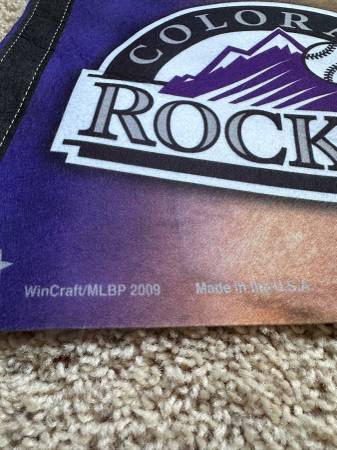 COLORA
ROCK
WinCraft/MLBP 2009 Made in the U.S.A.